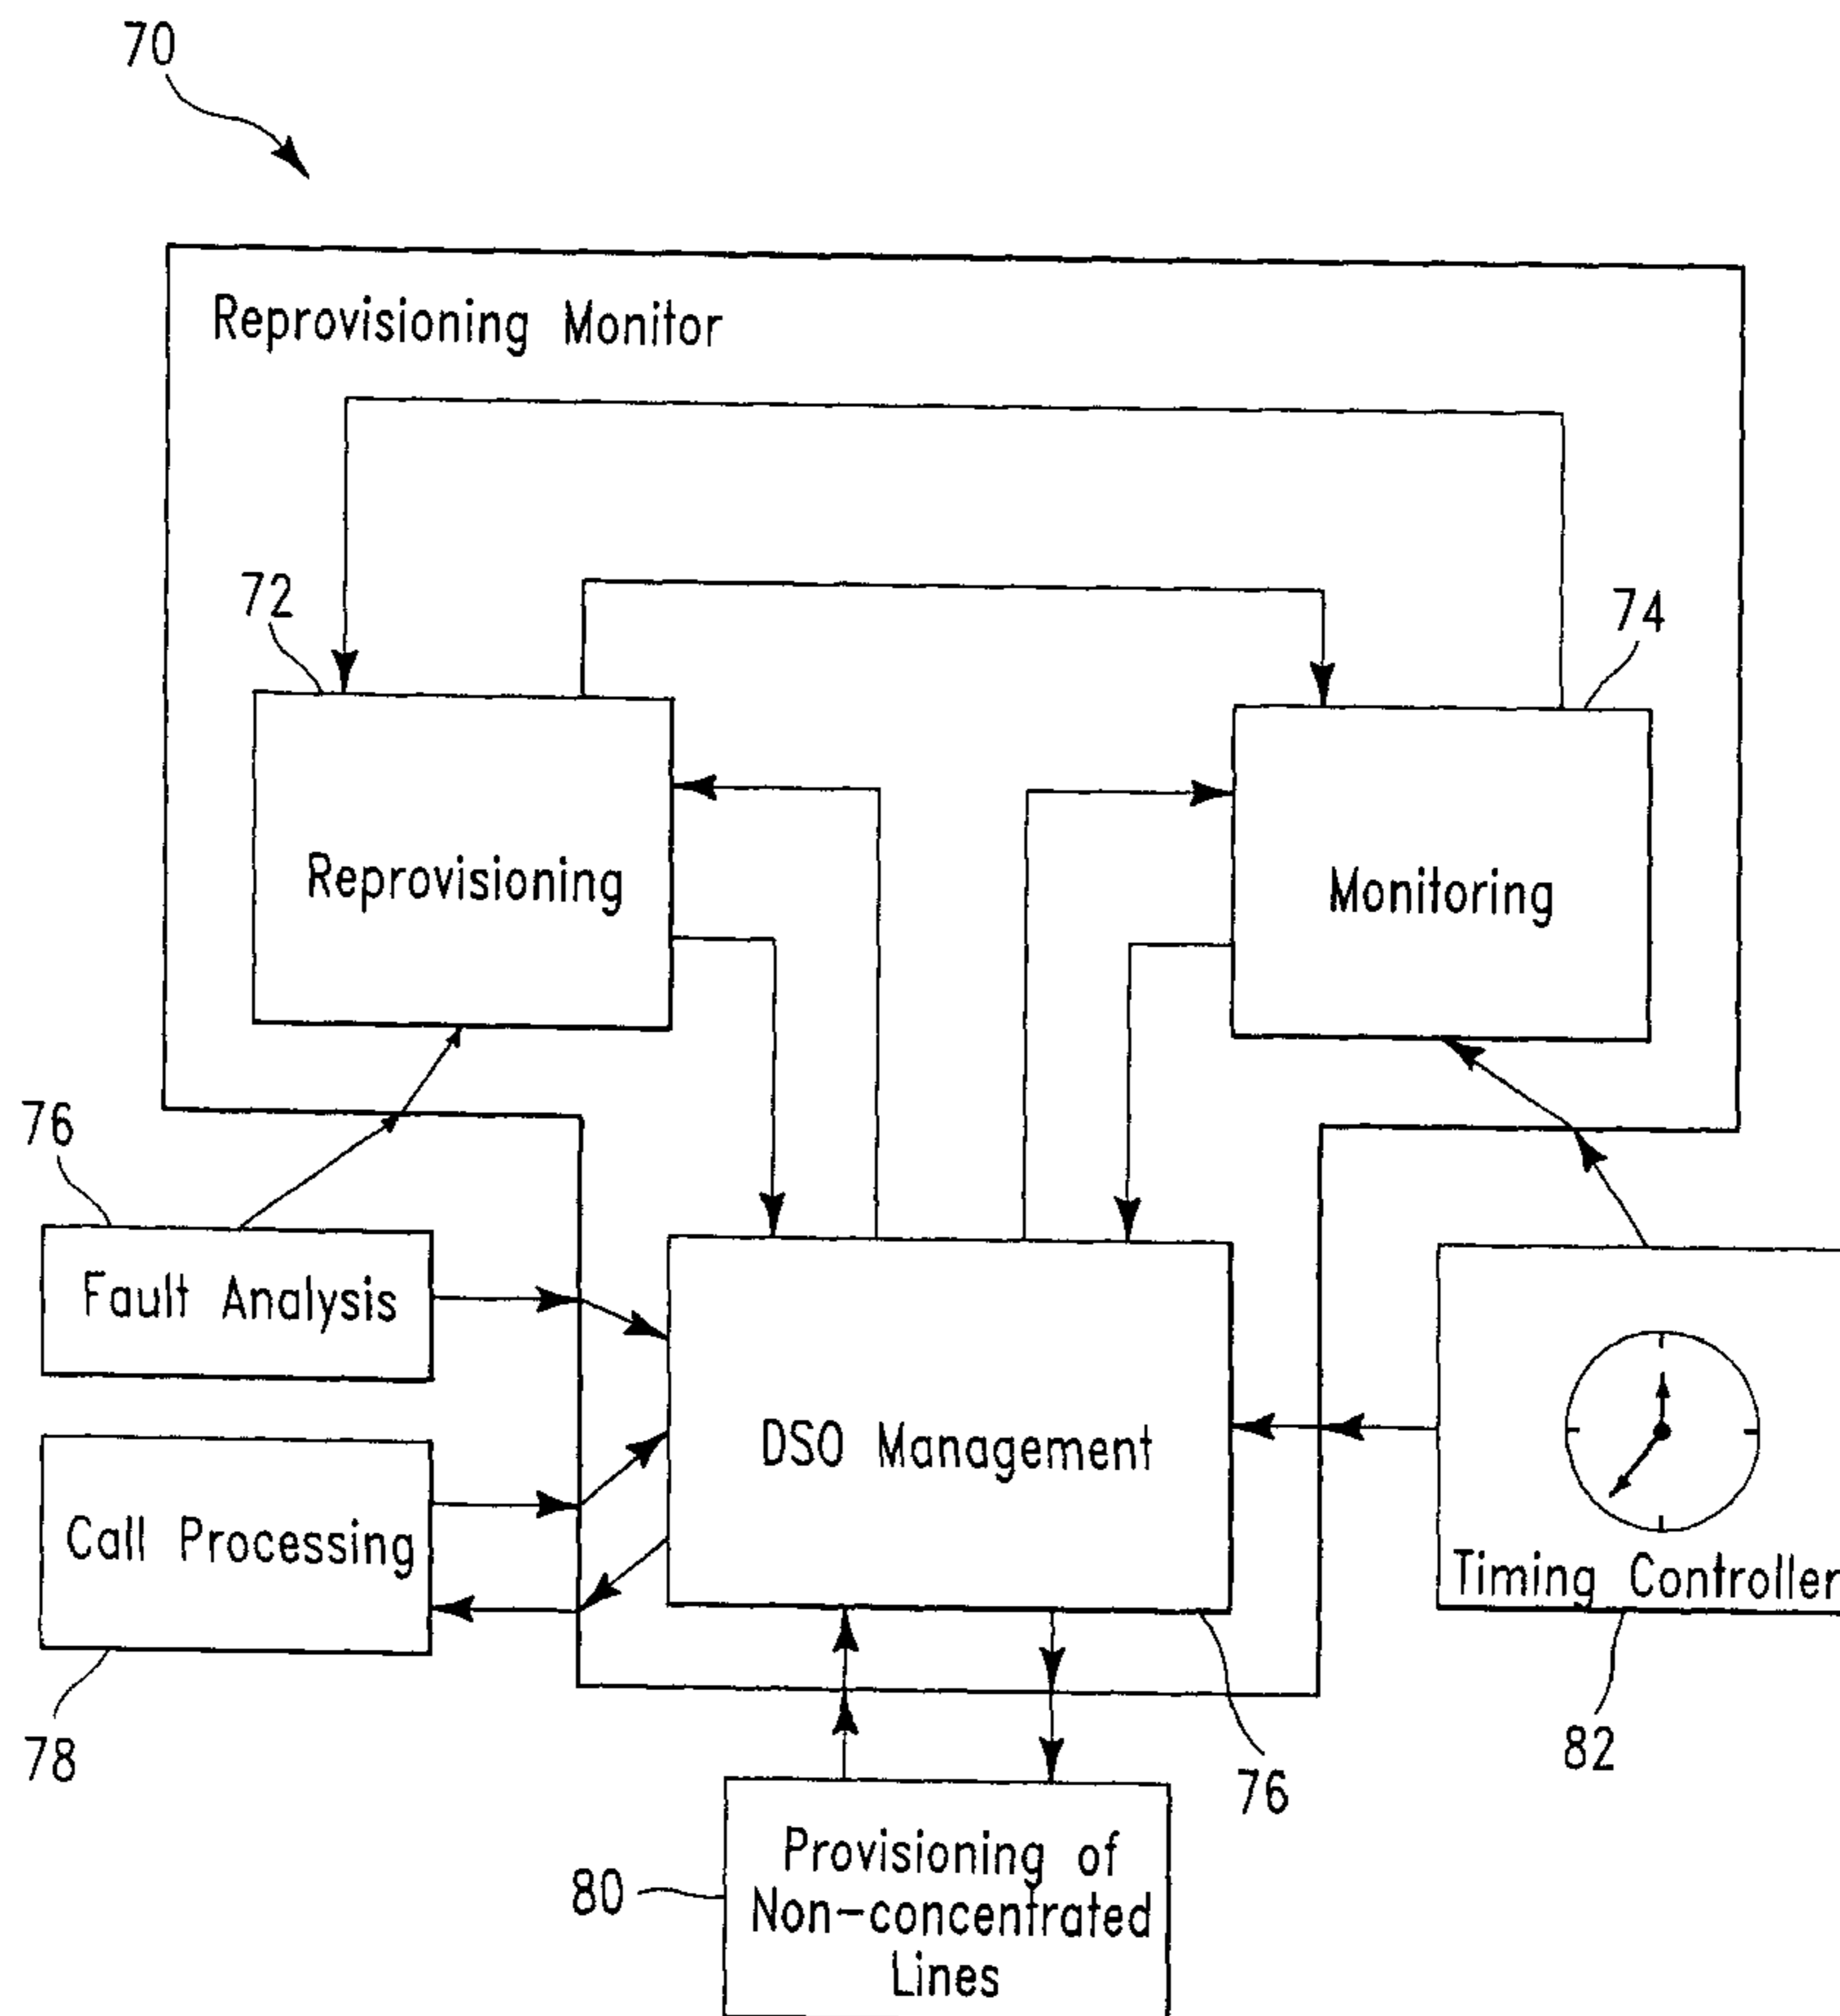 70
Reprovisioning Monitor
72
74
Reprovisioning
Monitoring
76
Fault Analysis
DSO Management
Call Processing
Timing Controller
78
82
76
80
Provisioning of
Non-concentrated
Lines